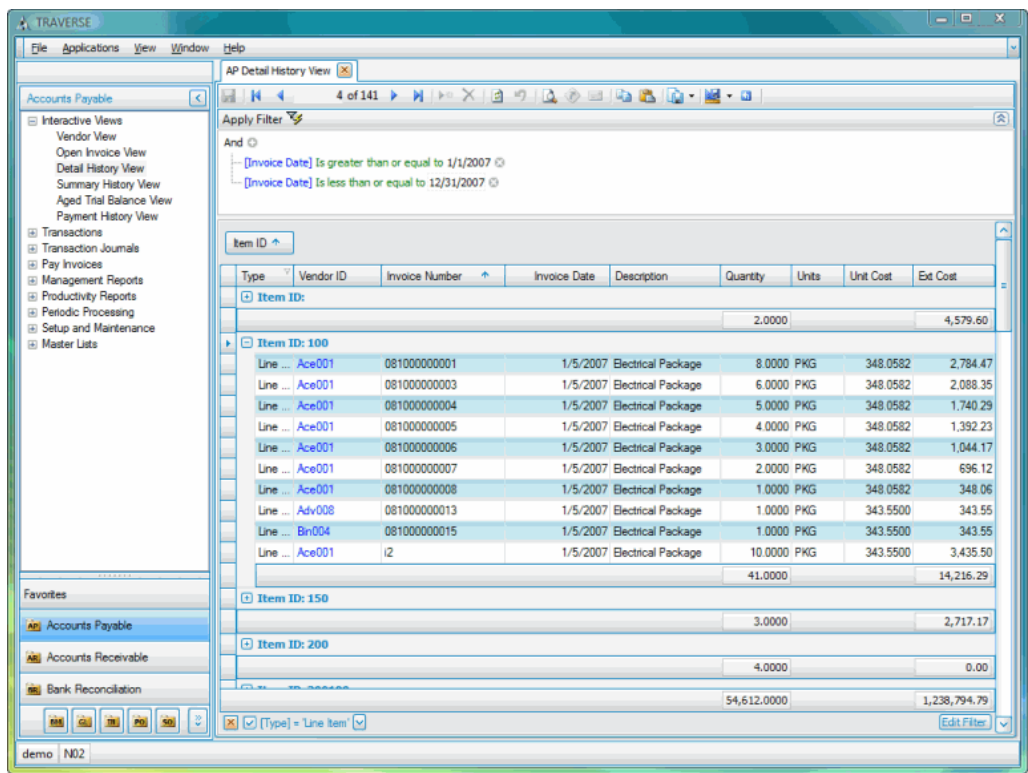 TRAVERSE
File Applications View Window Help
AP Detail History View
Accounts Payable
4 of 141
Interactive Views
Vendor View
Open Invoice View
Detail History View
Summary History View
Aged Trial Balance View
Payment History View
Transactions
Transaction Journals
Pay Invoices
Management Reports
Productivity Reports
Periodic Processing
Setup and Maintenance
Master Lists
Favorites
Accounts Payable
Accounts Receivable
Bank Reconciliation
Apply Filter
And
[Invoice Date] Is greater than or equal to 1/1/2007
[Invoice Date] Is less than or equal to 12/31/2007
Item ID
Type Vendor ID Invoice Number Invoice Date Description Quantity Units Unit Cost Ext Cost
Item ID:
2.0000 4,579.60
Item ID: 100
Line ... Ace001 081000000001 1/5/2007 Electrical Package 8.0000 PKG 348.0582 2,784.47
Line ... Ace001 081000000003 1/5/2007 Electrical Package 6.0000 PKG 348.0582 2,088.35
Line ... Ace001 081000000004 1/5/2007 Electrical Package 5.0000 PKG 348.0582 1,740.29
Line ... Ace001 081000000005 1/5/2007 Electrical Package 4.0000 PKG 348.0582 1,392.23
Line ... Ace001 081000000006 1/5/2007 Electrical Package 3.0000 PKG 348.0582 1,044.17
Line ... Ace001 081000000007 1/5/2007 Electrical Package 2.0000 PKG 348.0582 696.12
Line ... Ace001 081000000008 1/5/2007 Electrical Package 1.0000 PKG 348.0582 348.06
Line ... Adv008 081000000013 1/5/2007 Electrical Package 1.0000 PKG 343.5500 343.55
Line ... Bin004 081000000015 1/5/2007 Electrical Package 1.0000 PKG 343.5500 343.55
Line ... Ace001 i2 1/5/2007 Electrical Package 10.0000 PKG 343.5500 3,435.50
41.0000 14,216.29
Item ID: 150
3.0000 2,717.17
Item ID: 200
4.0000 0.00
54,612.0000 1,238,794.79
[Type] = 'Line Item' Edit Filter
demo N02